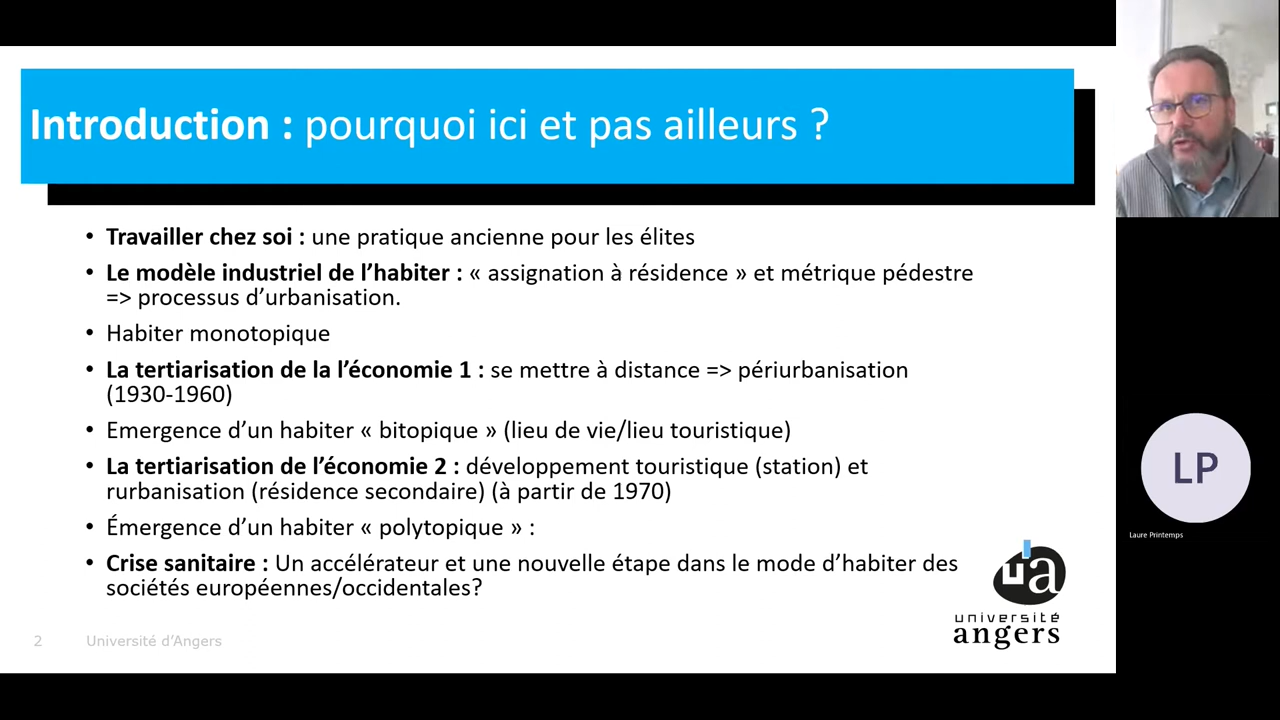 Introduction : pourquoi ici et pas ailleurs ?
• Travailler chez soi : une pratique ancienne pour les élites
• Le modèle industriel de l’habiter : « assignation à résidence » et métrique pédestre
=> processus d’urbanisation.
• Habiter monotopique
• La tertiarisation de la l’économie 1 : se mettre à distance => périurbanisation
(1930-1960)
• Emergence d’un habiter « bitopique » (lieu de vie/lieu touristique)
• La tertiarisation de l’économie 2 : développement touristique (station) et
rurbanisation (résidence secondaire) (à partir de 1970)
• Émergence d’un habiter « polytopique » :
• Crise sanitaire : Un accélérateur et une nouvelle étape dans le mode d’habiter des
sociétés européennes/occidentales?
2 Université d’Angers
ua
université
angers
LP
Laure Printemps